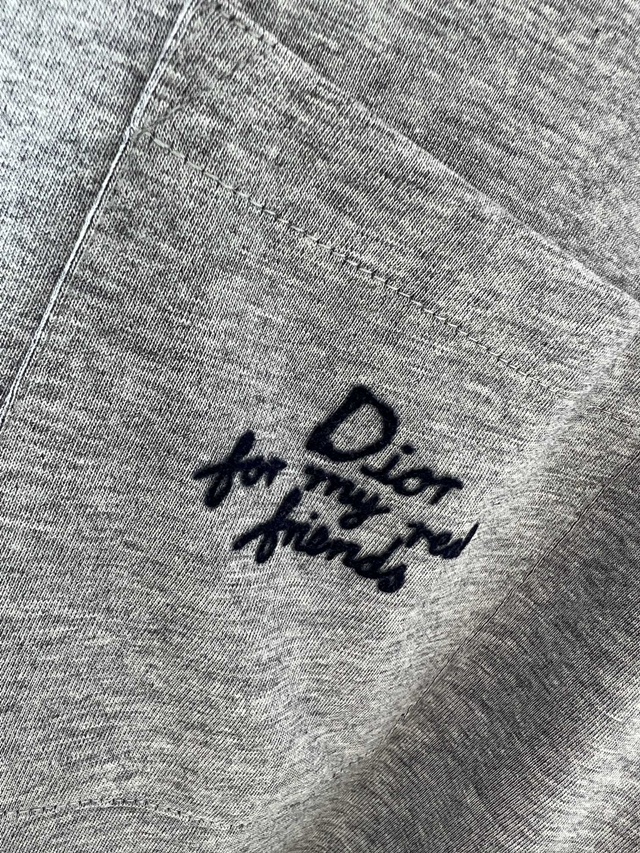 Dior
for my real
friends